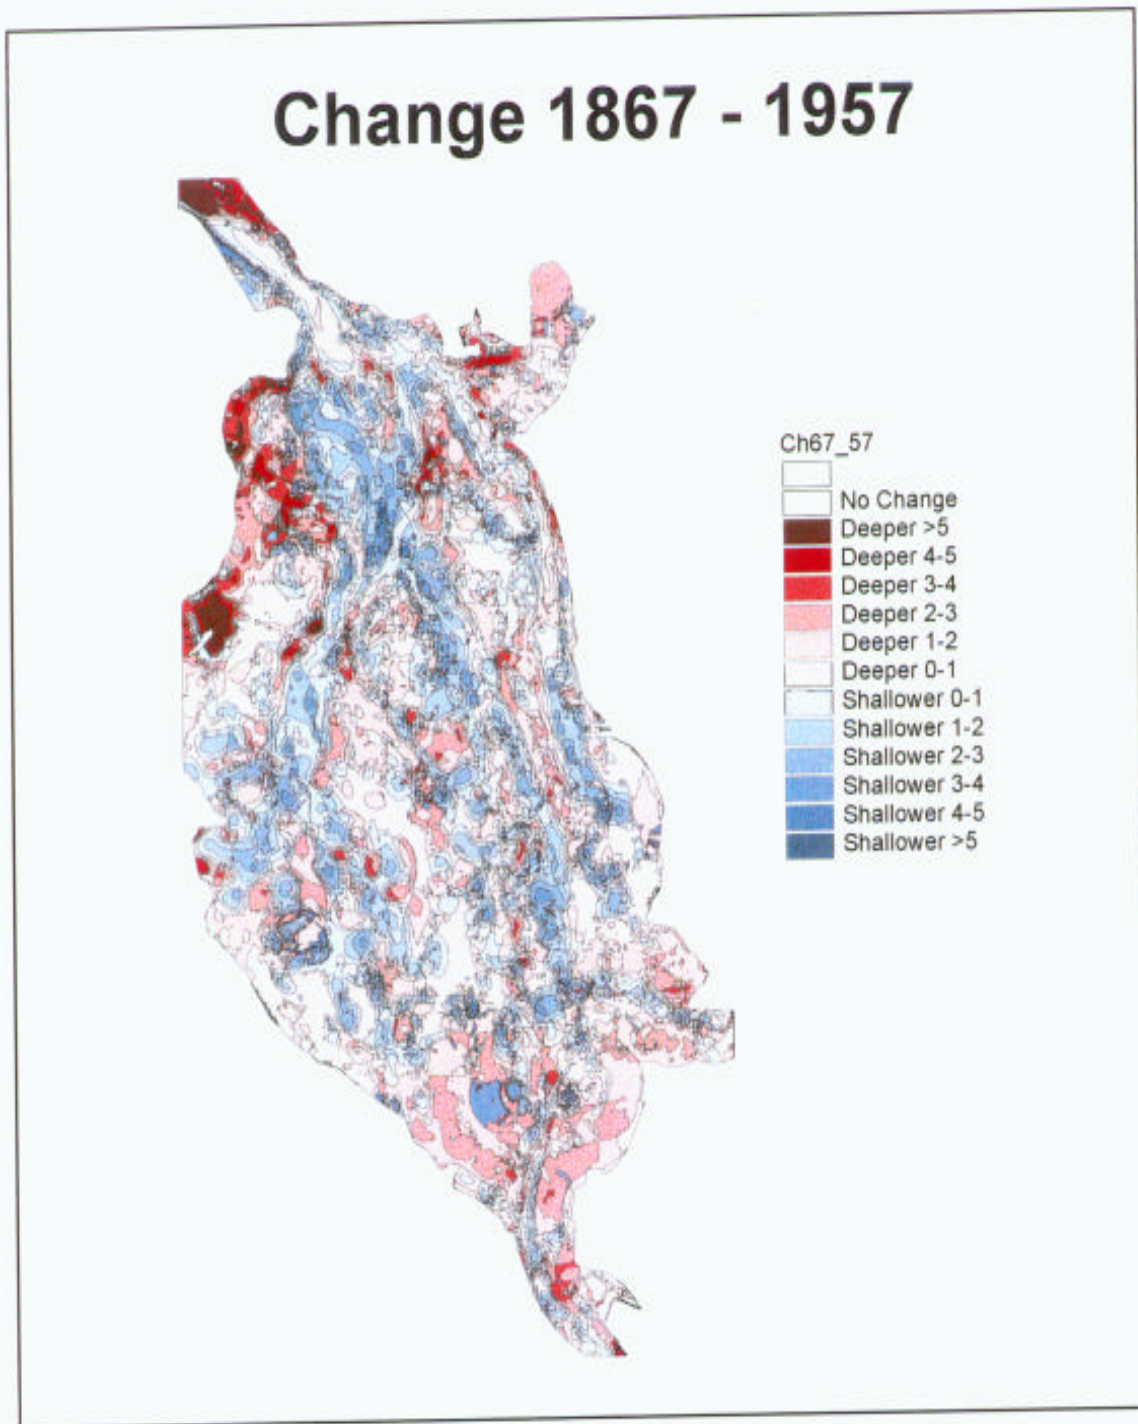 Change 1867 - 1957
Ch67_57
No Change
Deeper >5
Deeper 4-5
Deeper 3-4
Deeper 2-3
Deeper 1-2
Deeper 0-1
Shallower 0-1
Shallower 1-2
Shallower 2-3
Shallower 3-4
Shallower 4-5
Shallower >5